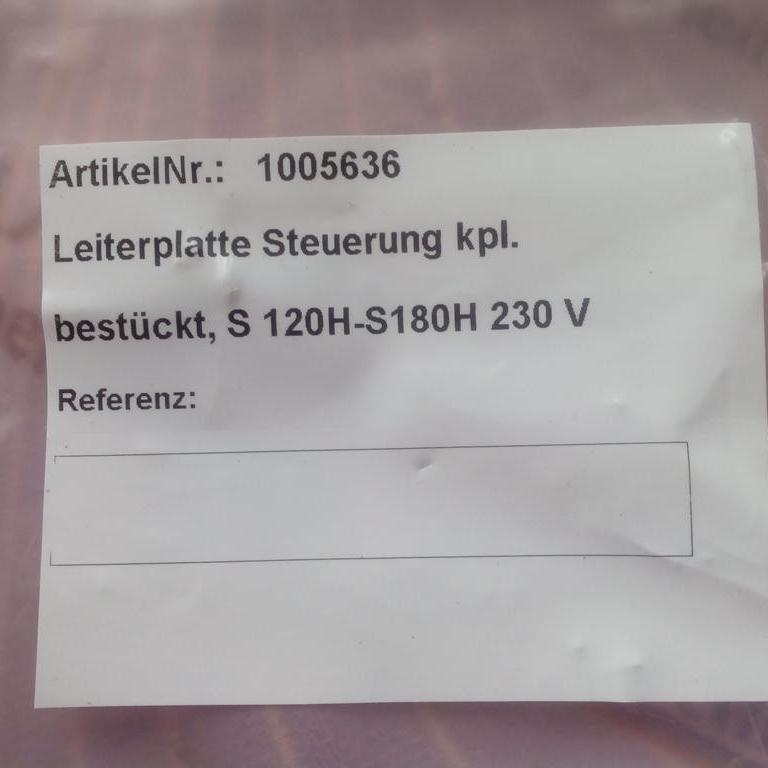 ArtikelNr.: 1005636
Leiterplatte Steuerung kpl.
bestückt, S 120H-S180H 230 V
Referenz: